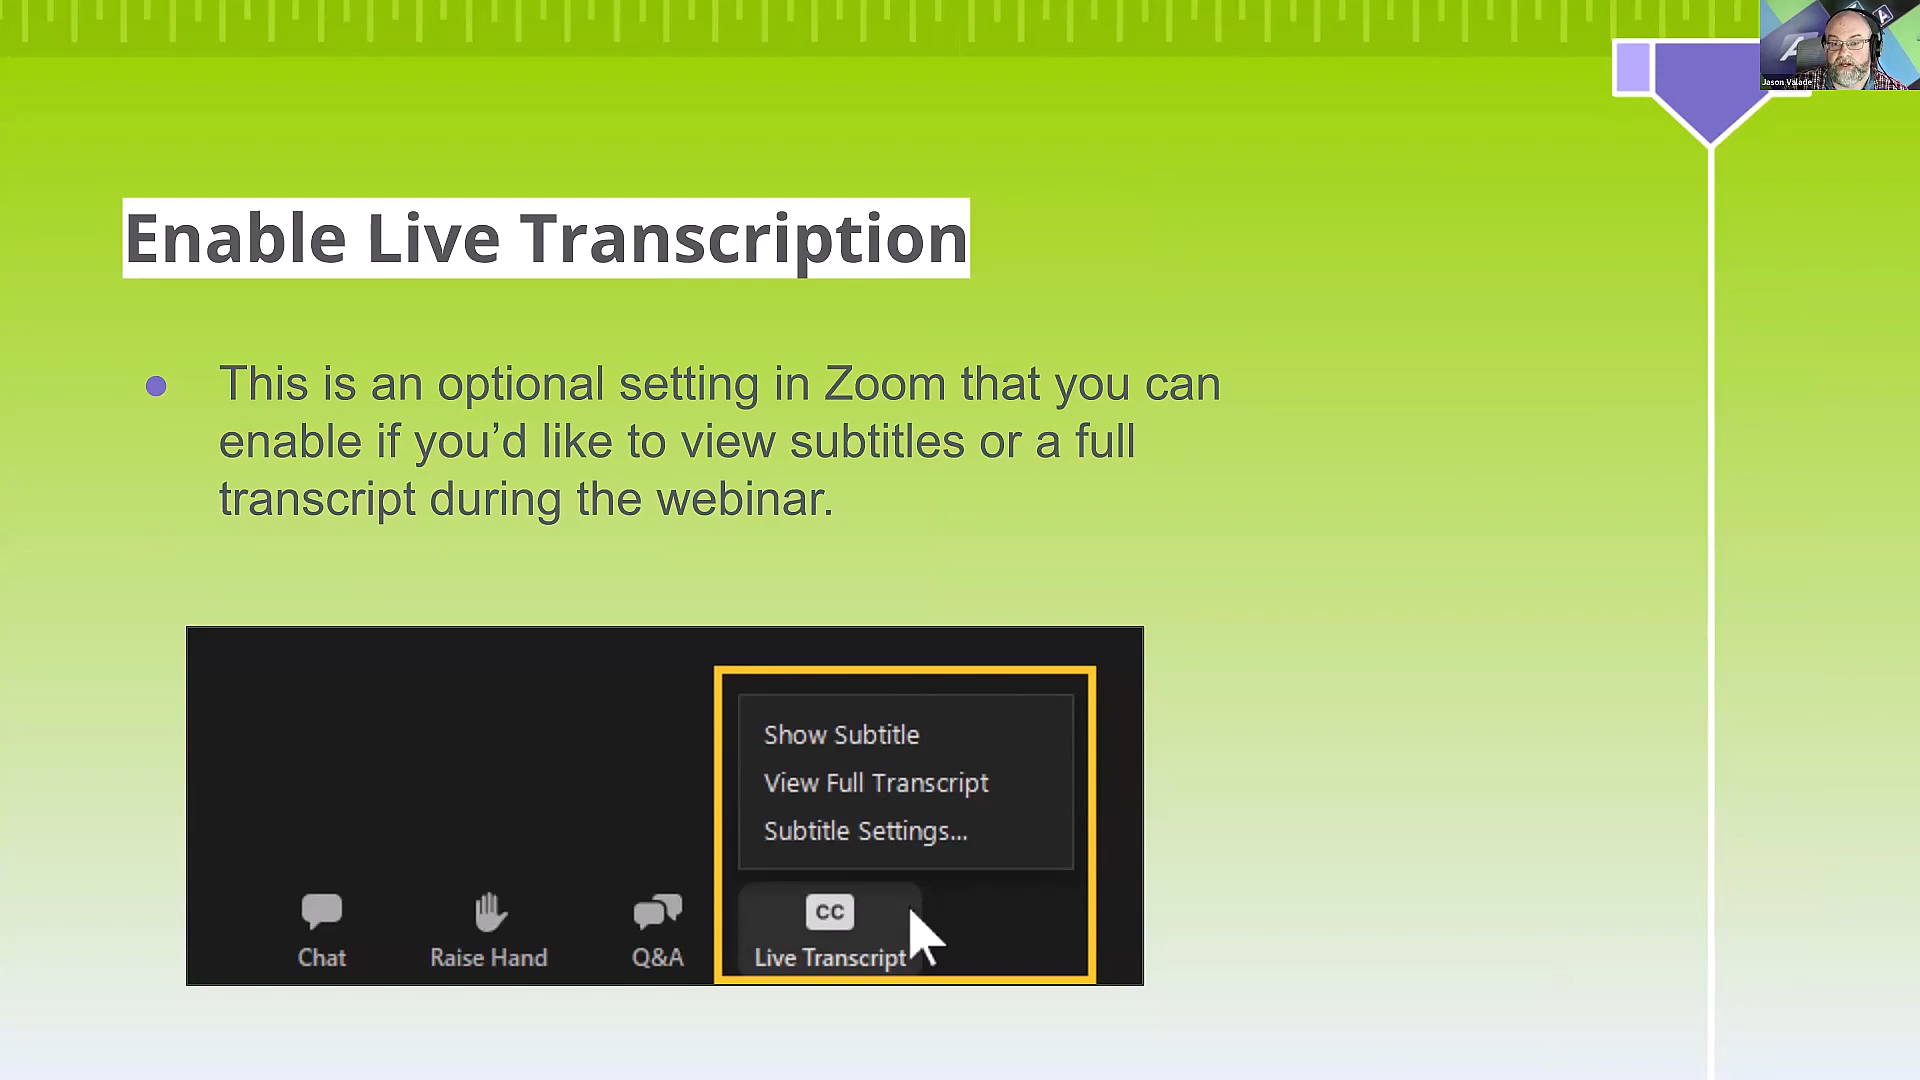 Jason Valade
Enable Live Transcription
This is an optional setting in Zoom that you can
enable if you’d like to view subtitles or a full
transcript during the webinar.
Show Subtitle
View Full Transcript
Subtitle Settings...
CC
Chat
Raise Hand
Q&A
Live Transcript